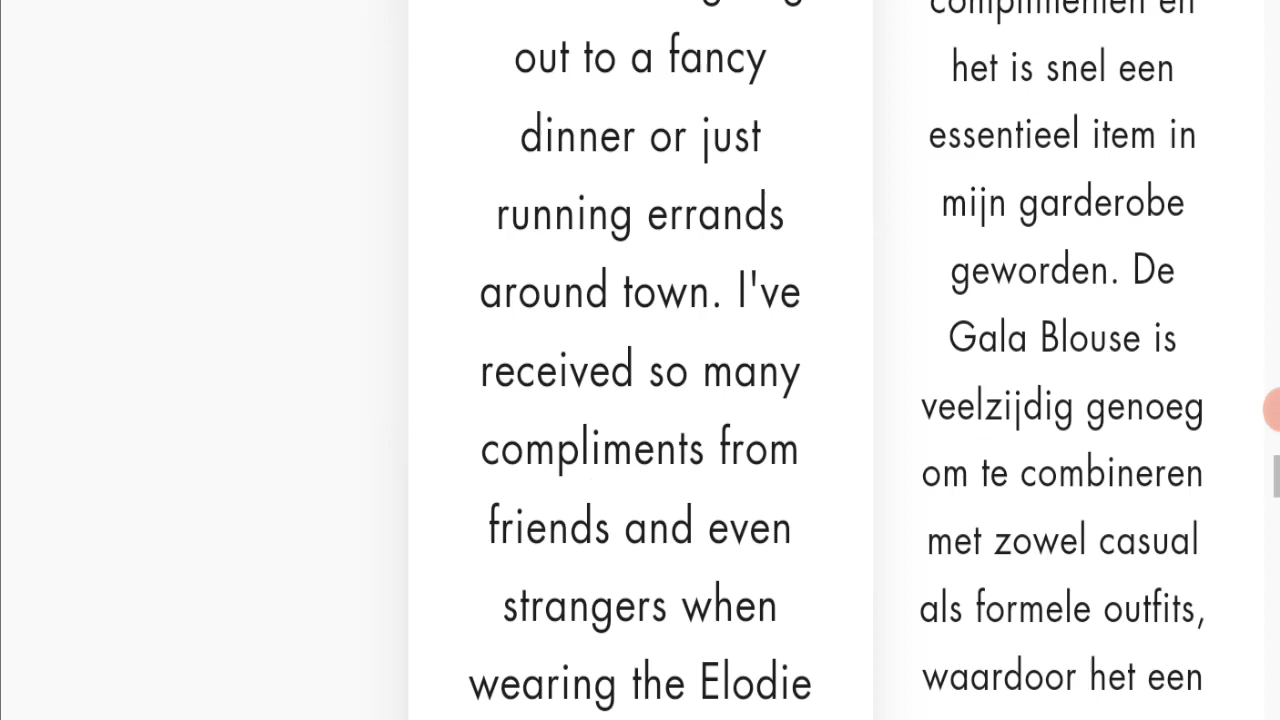 out to a fancy
dinner or just
running errands
around town. I've
received so many
compliments from
friends and even
strangers when
wearing the Elodie
complimenten en
het is snel een
essentieel item in
mijn garderobe
geworden. De
Gala Blouse is
veelzijdig genoeg
om te combineren
met zowel casual
als formele outfits,
waardoor het een